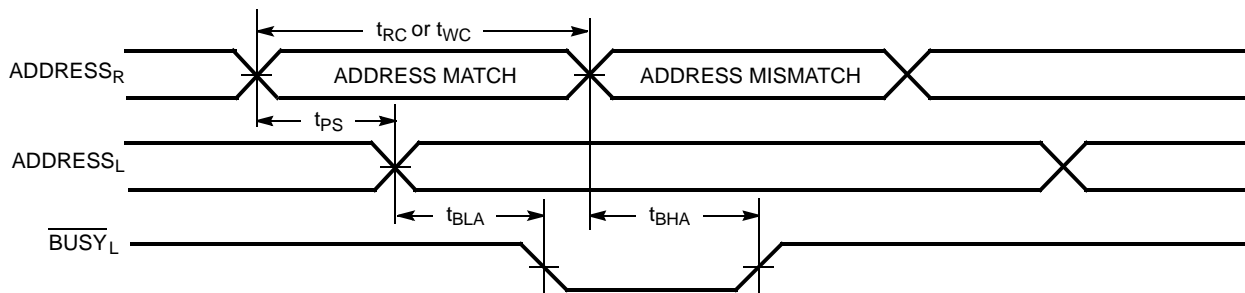 tRC or tWC
ADDRESSR ADDRESS MATCH ADDRESS MISMATCH
tPS
ADDRESSL
tBLA tBHA
BUSYL